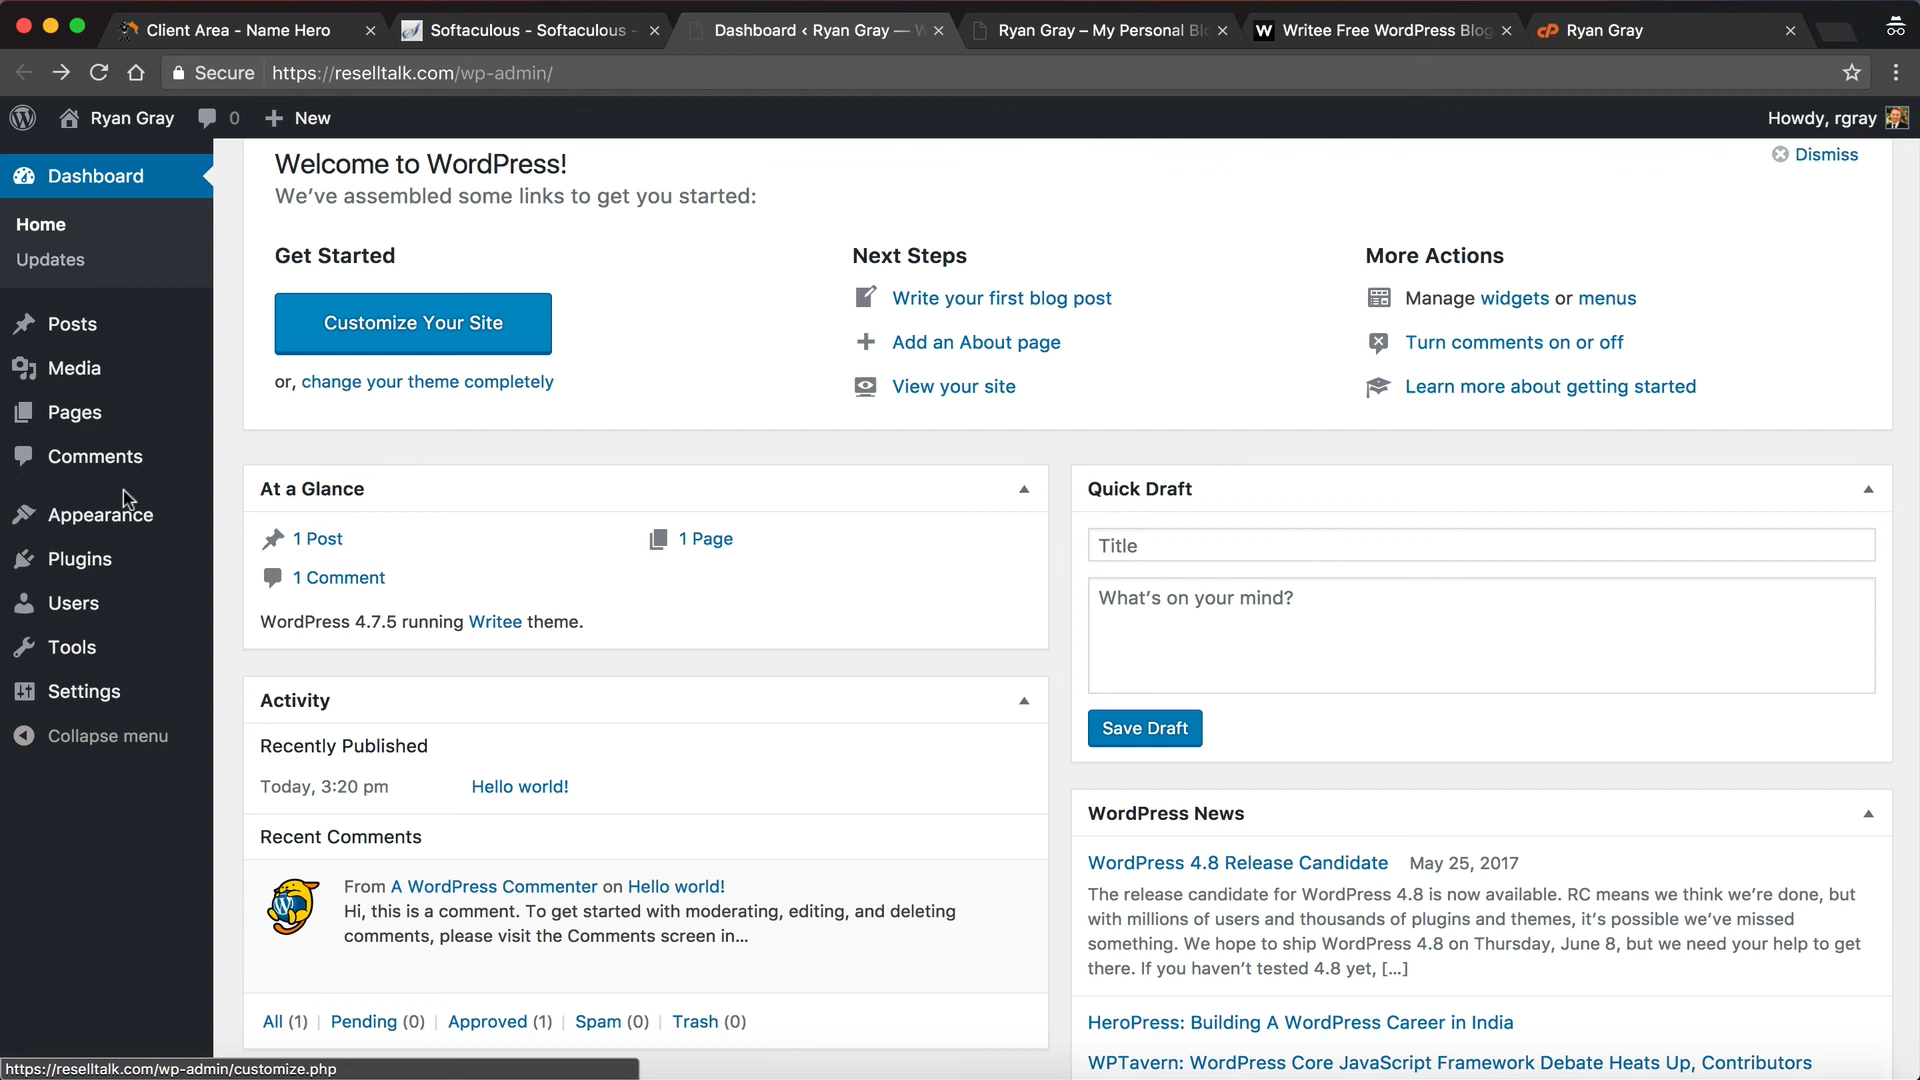 Client Area - Name Hero
Softaculous - Softaculous -
Dashboard ‹ Ryan Gray — W
Ryan Gray – My Personal Blo
W Writee Free WordPress Blog
cP Ryan Gray
Secure https://reselltalk.com/wp-admin/
Ryan Gray 0 New Howdy, rgray
Dashboard
Home
Updates
Posts
Media
Pages
Comments
Appearance
Plugins
Users
Tools
Settings
Collapse menu
Welcome to WordPress!
Dismiss
We've assembled some links to get you started:
Get Started
Customize Your Site
or, change your theme completely
Next Steps
Write your first blog post
Add an About page
View your site
More Actions
Manage widgets or menus
Turn comments on or off
Learn more about getting started
At a Glance
1 Post 1 Page
1 Comment
WordPress 4.7.5 running Writee theme.
Activity
Recently Published
Today, 3:20 pm Hello world!
Recent Comments
From A WordPress Commenter on Hello world!
Hi, this is a comment. To get started with moderating, editing, and deleting
comments, please visit the Comments screen in…
All (1) | Pending (0) | Approved (1) | Spam (0) | Trash (0)
Quick Draft
Title
What's on your mind?
Save Draft
WordPress News
WordPress 4.8 Release Candidate May 25, 2017
The release candidate for WordPress 4.8 is now available. RC means we think we're done, but
with millions of users and thousands of plugins and themes, it's possible we've missed
something. We hope to ship WordPress 4.8 on Thursday, June 8, but we need your help to get
there. If you haven't tested 4.8 yet, […]
HeroPress: Building A WordPress Career in India
WPTavern: WordPress Core JavaScript Framework Debate Heats Up, Contributors
https://reselltalk.com/wp-admin/customize.php